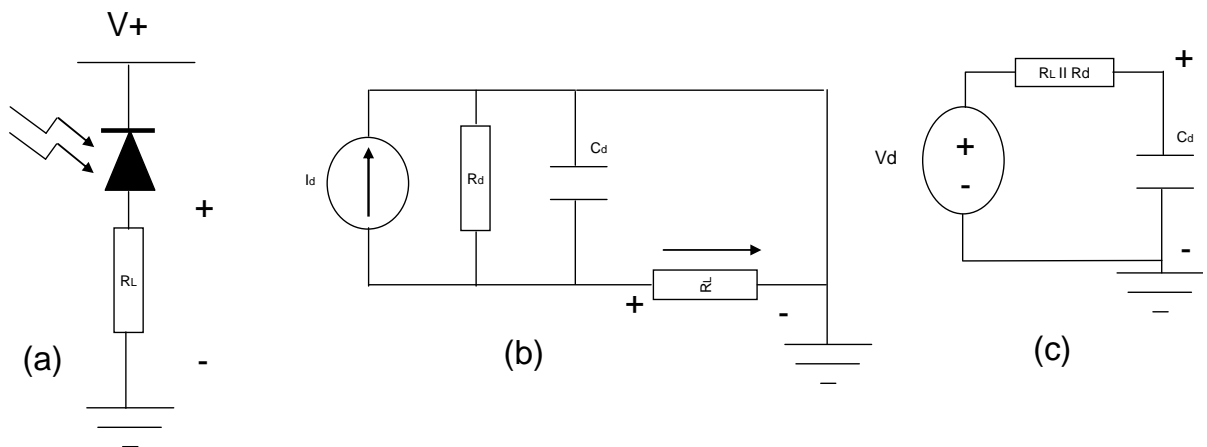 V+
RL
+
-
(a)
Id
Rd
Cd
RL
+
-
(b)
Vd
+
-
RL II Rd
+
Cd
-
(c)